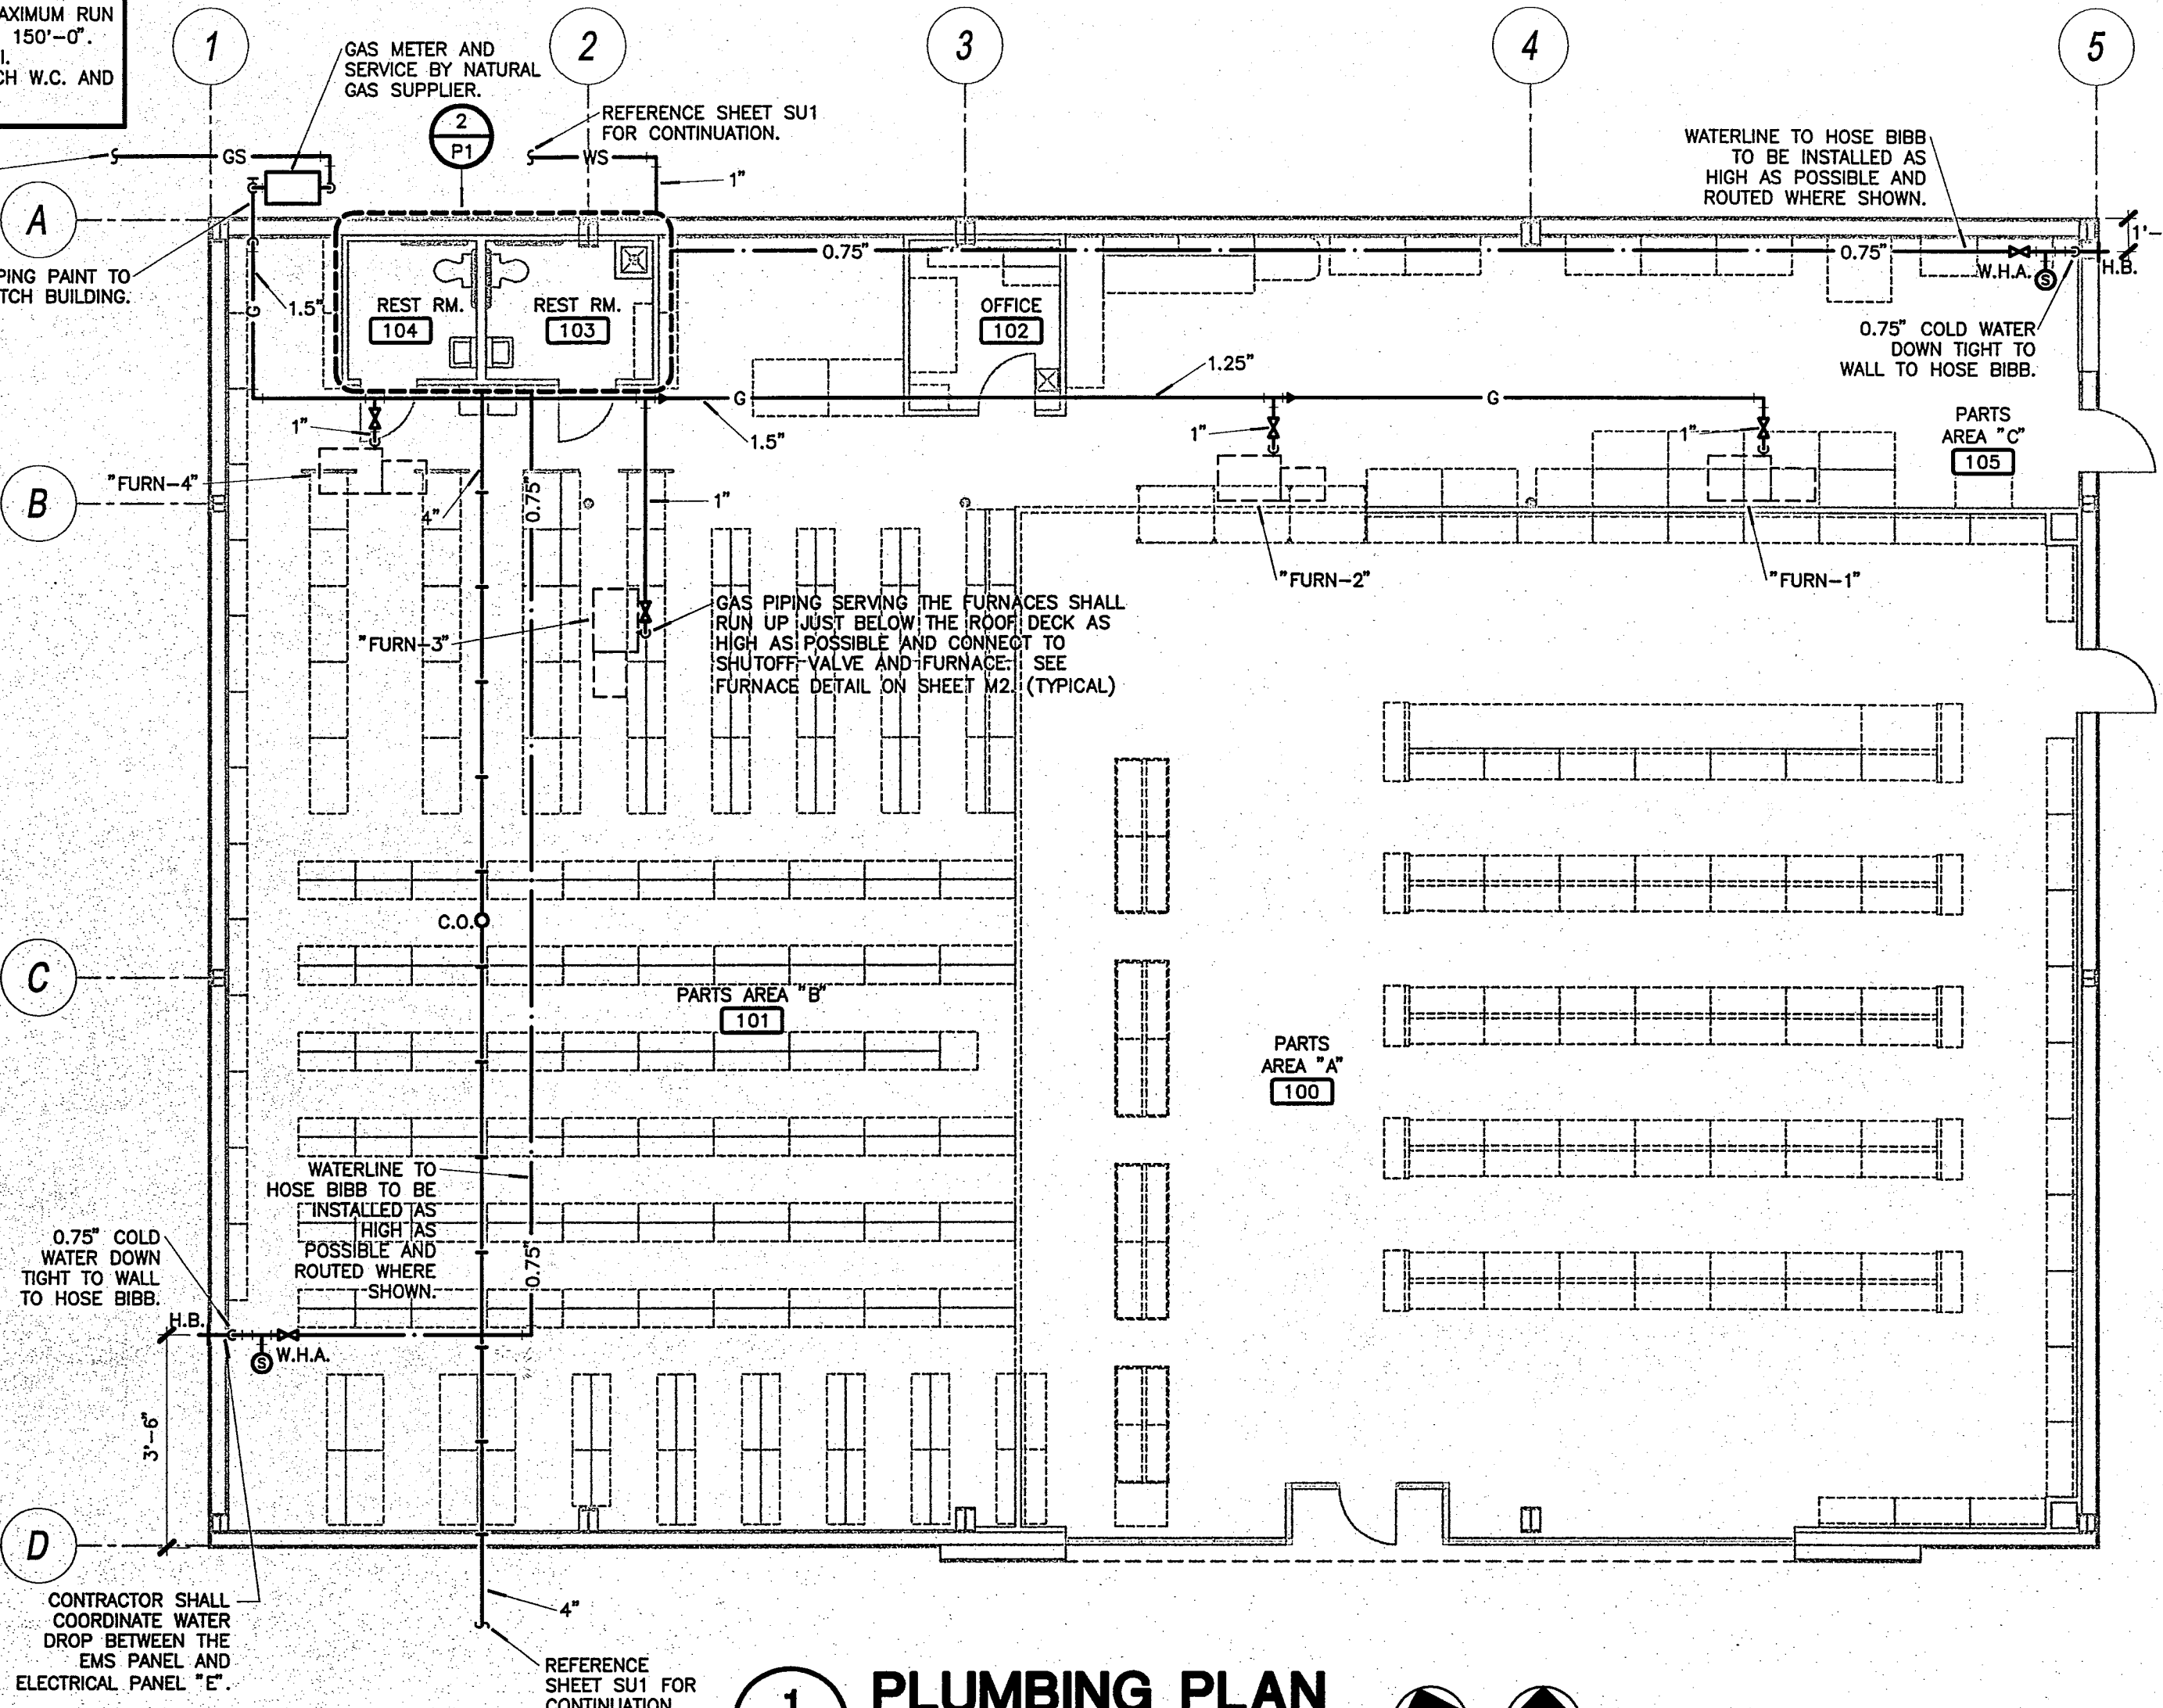 AXIMUM RUN
150'-0".
I.
CH W.C. AND
1
2
3
4
5
GAS METER AND
SERVICE BY NATURAL
GAS SUPPLIER.
2
P1
REFERENCE SHEET SU1
FOR CONTINUATION.
GS
WS
1"
WATERLINE TO HOSE BIBB
TO BE INSTALLED AS
HIGH AS POSSIBLE AND
ROUTED WHERE SHOWN.
A
PING PAINT TO
TCH BUILDING.
1.5"
G
0.75"
0.75"
W.H.A.
S
H.B.
1'-
REST RM.
104
REST RM.
103
OFFICE
102
0.75" COLD WATER
DOWN TIGHT TO
WALL TO HOSE BIBB.
1.25"
G
G
1.5"
1"
1"
1"
PARTS
AREA "C"
105
"FURN-4"
B
4"
0.75"
1"
"FURN-2"
"FURN-1"
"FURN-3"
GAS PIPING SERVING THE FURNACES SHALL
RUN UP JUST BELOW THE ROOF DECK AS
HIGH AS POSSIBLE AND CONNECT TO
SHUTOFF VALVE AND FURNACE. SEE
FURNACE DETAIL ON SHEET M2. (TYPICAL)
C.O.
C
PARTS AREA "B"
101
PARTS
AREA "A"
100
WATERLINE TO
HOSE BIBB TO BE
INSTALLED AS
HIGH AS
POSSIBLE AND
ROUTED WHERE
SHOWN.
0.75"
0.75" COLD
WATER DOWN
TIGHT TO WALL
TO HOSE BIBB.
H.B.
S
W.H.A.
3'-6"
D
CONTRACTOR SHALL
COORDINATE WATER
DROP BETWEEN THE
EMS PANEL AND
ELECTRICAL PANEL "E".
4"
REFERENCE
SHEET SU1 FOR
CONTINUATION
1
PLUMBING PLAN